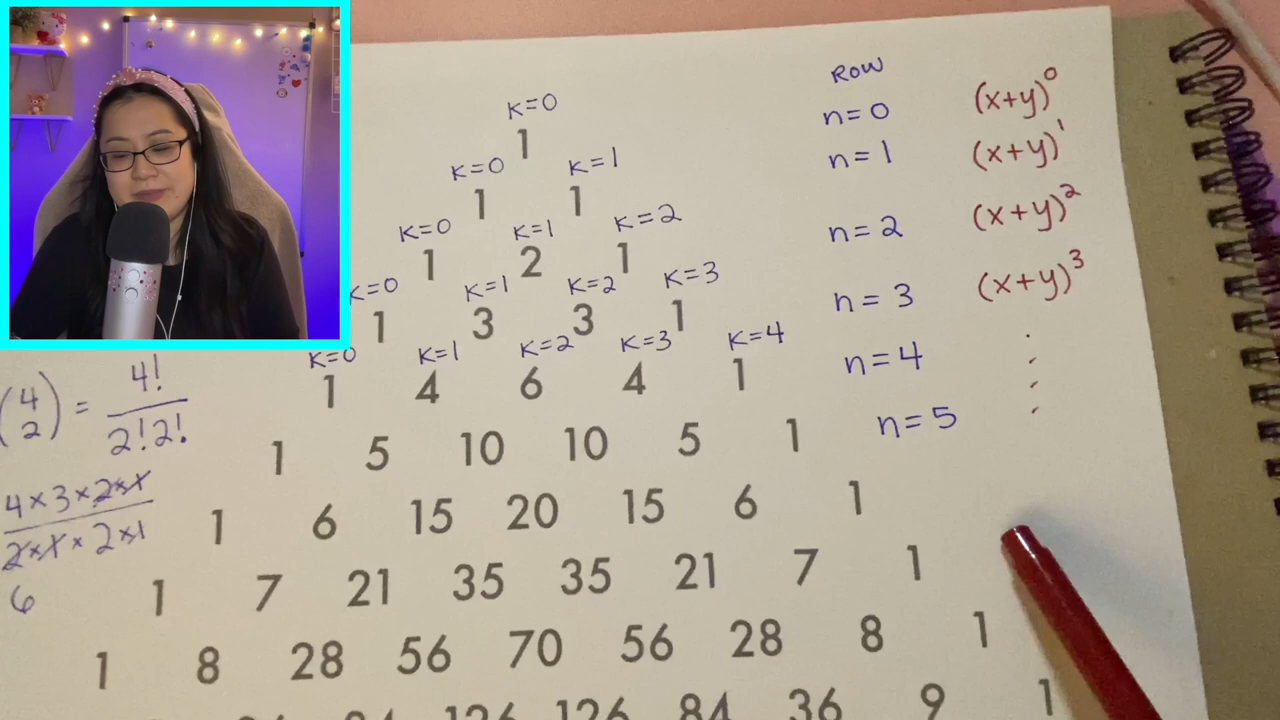 ROW
K=0
1
n=0
(x+y)^0
K=0 K=1
1 1
n=1
(x+y)^1
K=0 K=1 K=2
1 2 1
n=2
(x+y)^2
K=0 K=1 K=2 K=3
1 3 3 1
n=3
(x+y)^3
K=0 K=1 K=2 K=3 K=4
1 4 6 4 1
n=4
1 5 10 10 5 1
n=5
1 6 15 20 15 6 1
1 7 21 35 35 21 7 1
1 8 28 56 70 56 28 8 1
126 126 84 36 9 1
(4 2) = 4!/2!2!
4×3×2×1
2×1×2×1
6